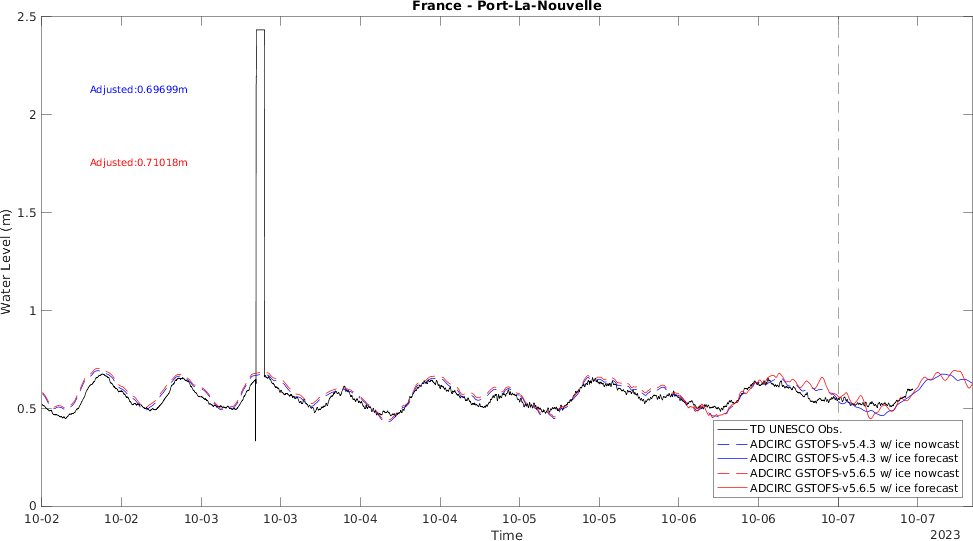 France - Port-La-Nouvelle
2.5
Adjusted:0.69699m
2
Adjusted:0.71018m
1.5
Water Level (m)
1
0.5
TD UNESCO Obs.
ADCIRC GSTOFS-v5.4.3 w/ ice nowcast
ADCIRC GSTOFS-v5.4.3 w/ ice forecast
ADCIRC GSTOFS-v5.6.5 w/ ice nowcast
ADCIRC GSTOFS-v5.6.5 w/ ice forecast
0
10-02 10-02 10-03 10-03 10-04 10-04 10-05 10-05 10-06 10-06 10-07 10-07
Time
2023